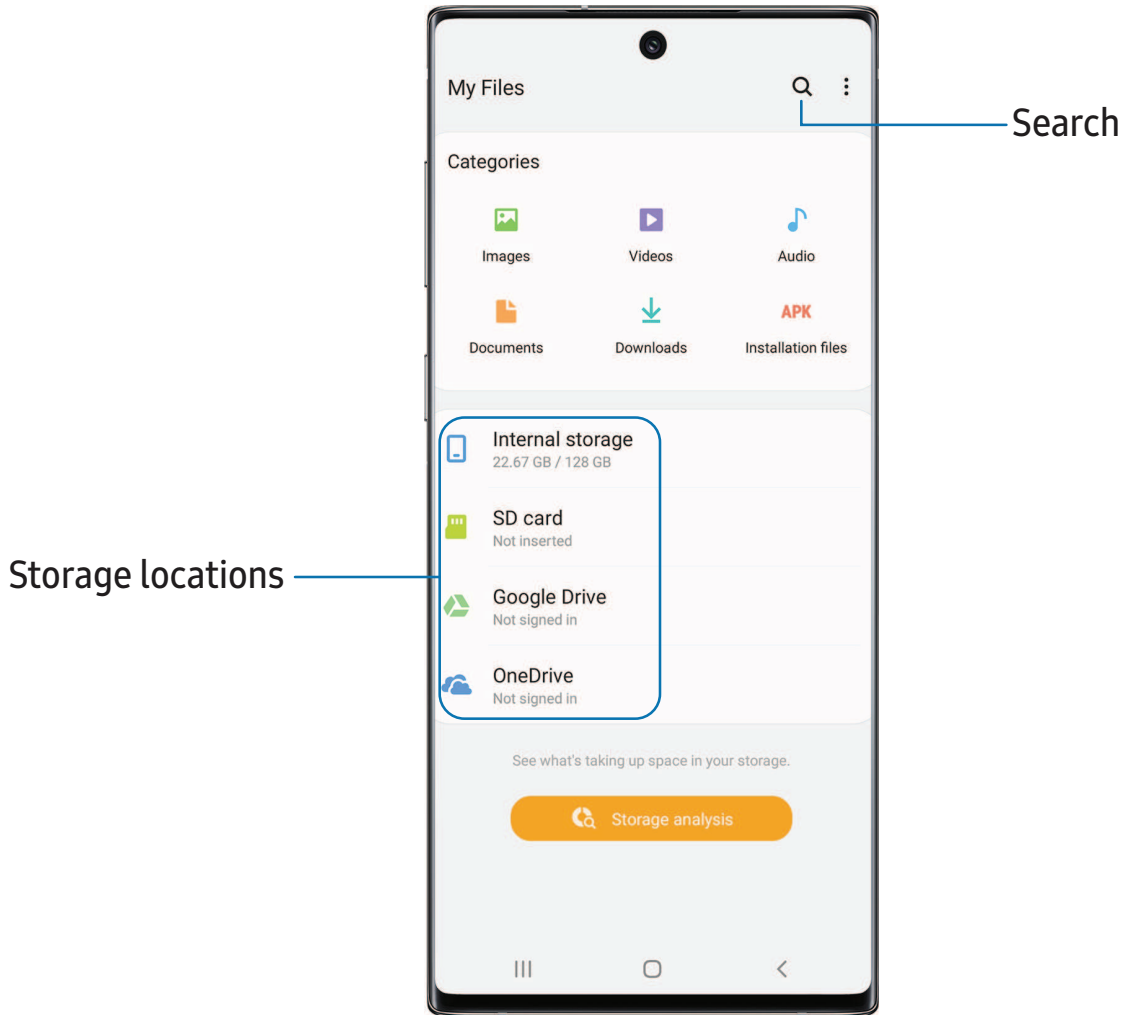 My Files
Search
Categories
Images Videos Audio
APK
Documents Downloads Installation files
Internal storage
22.67 GB / 128 GB
SD card
Not inserted
Storage locations
Google Drive
Not signed in
OneDrive
Not signed in
See what's taking up space in your storage.
Storage analysis